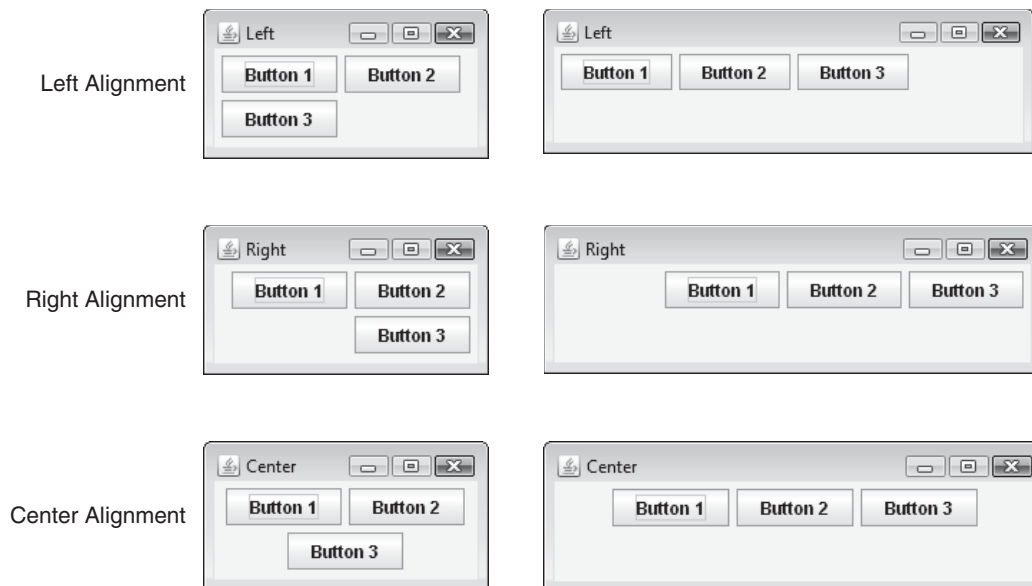 Left
Left
Left Alignment
Button 1 Button 2
Button 3
Button 1 Button 2 Button 3
Right
Right
Right Alignment
Button 1 Button 2
Button 3
Button 1 Button 2 Button 3
Center
Center
Center Alignment
Button 1 Button 2
Button 3
Button 1 Button 2 Button 3